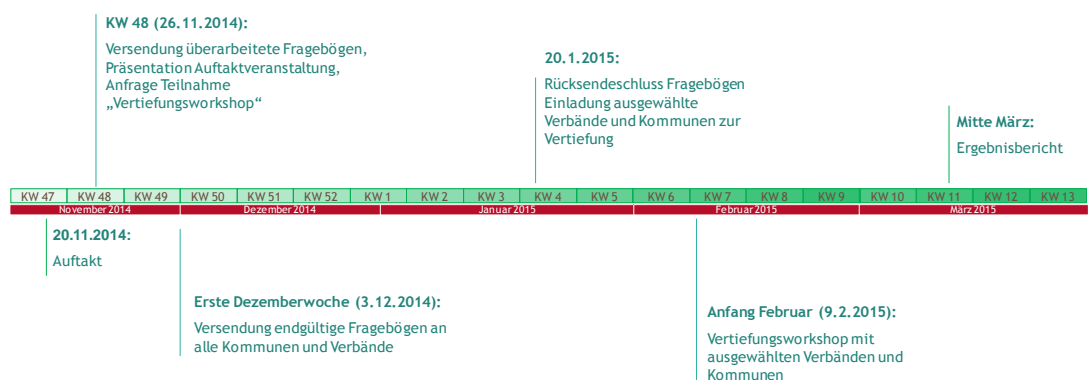 KW 48 (26.11.2014):
Versendung überarbeitete Fragebögen,
Präsentation Auftaktveranstaltung,
Anfrage Teilnahme
„Vertiefungsworkshop“
20.1.2015:
Rücksendeschluss Fragebögen
Einladung ausgewählte
Verbände und Kommunen zur
Vertiefung
Mitte März:
Ergebnisbericht
KW 47 KW 48 KW 49 KW 50 KW 51 KW 52 KW 1 KW 2 KW 3 KW 4 KW 5 KW 6 KW 7 KW 8 KW 9 KW 10 KW 11 KW 12 KW 13
November 2014 Dezember 2014 Januar 2015 Februar 2015 März 2015
20.11.2014:
Auftakt
Erste Dezemberwoche (3.12.2014):
Versendung endgültige Fragebögen an
alle Kommunen und Verbände
Anfang Februar (9.2.2015):
Vertiefungsworkshop mit
ausgewählten Verbänden und
Kommunen